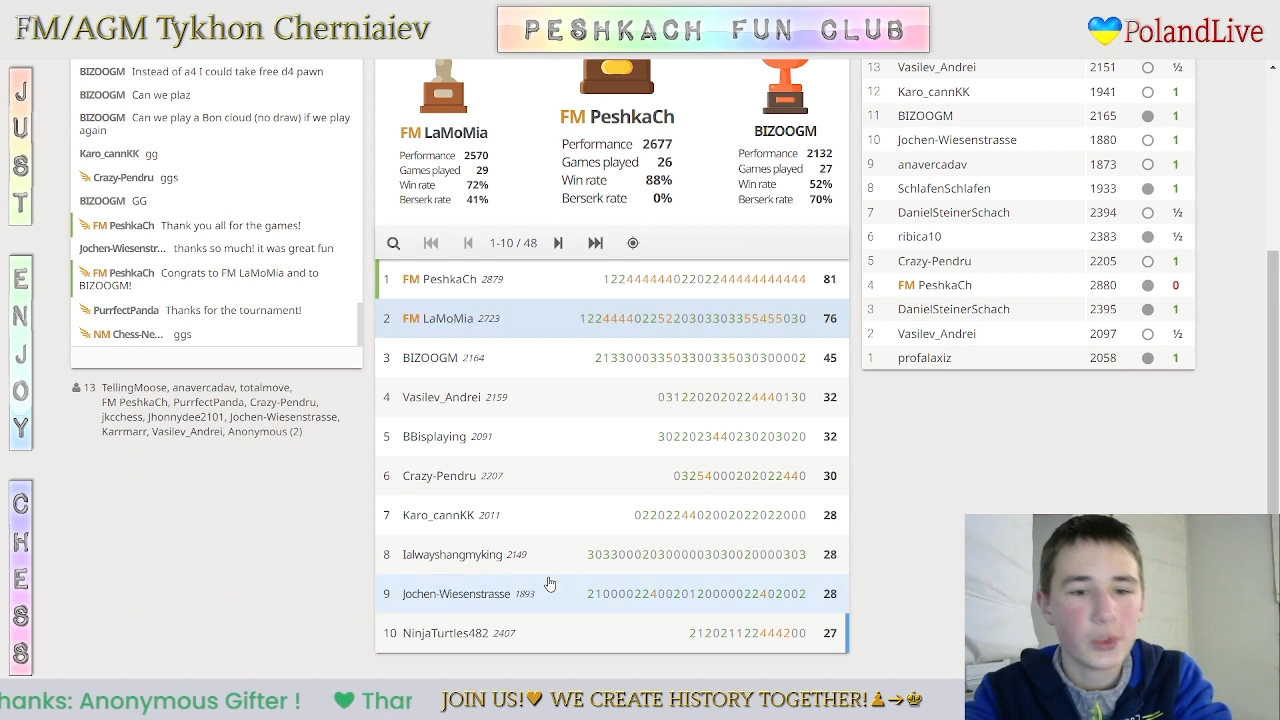 FM/AGM Tykhon Cherniaiev
PESHKACH FUN CLUB
PolandLive
JUST
ENJOY
CHESS
BIZOOGM Instead of a4 I could take free d4 pawn
BIZOOGM Can we plaz
BIZOOGM Can we play a Bon cloud (no draw) if we play
again
Karo_cannKK gg
Crazy-Pendru ggs
BIZOOGM GG
FM PeshkaCh Thank you all for the games!
Jochen-Wiesenstr... thanks so much! it was great fun
FM PeshkaCh Congrats to FM LaMoMia and to
BIZOOGM!
PurrfectPanda Thanks for the tournament!
NM Chess-Ne... ggs
13 TellingMoose, anavercadav, totalmove,
FM PeshkaCh, PurrfectPanda, Crazy-Pendru,
jkcchess, Jhonnydee2101, Jochen-Wiesenstrasse,
Karrmarr, Vasilev_Andrei, Anonymous (2)
FM LaMoMia
Performance 2570
Games played 29
Win rate 72%
Berserk rate 41%
FM PeshkaCh
Performance 2677
Games played 26
Win rate 88%
Berserk rate 0%
BIZOOGM
Performance 2132
Games played 27
Win rate 52%
Berserk rate 70%
1-10 / 48
1 FM PeshkaCh 2879 1224444440220224444444444 81
2 FM LaMoMia 2723 12244440225220303303355455030 76
3 BIZOOGM 2164 213300033503300335030300002 45
4 Vasilev_Andrei 2159 0312202020224440130 32
5 BBisplaying 2091 3022023440230203020 32
6 Crazy-Pendru 2207 03254000202022440 30
7 Karo_cannKK 2011 0220224402002022022000 28
8 Ialwayshangmyking 2149 3033000203000003030020000303 28
9 Jochen-Wiesenstrasse 1893 2100002240020120000022402002 28
10 NinjaTurtles482 2407 212021122444200 27
13 Vasilev_Andrei 2151 ½
12 Karo_cannKK 1941 1
11 BIZOOGM 2165 1
10 Jochen-Wiesenstrasse 1880 1
9 anavercadav 1873 1
8 SchlafenSchlafen 1933 1
7 DanielSteinerSchach 2394 ½
6 ribica10 2383 ½
5 Crazy-Pendru 2205 1
4 FM PeshkaCh 2880 0
3 DanielSteinerSchach 2395 1
2 Vasilev_Andrei 2097 ½
1 profalaxiz 2058 1
hanks: Anonymous Gifter ! Thar
JOIN US! WE CREATE HISTORY TOGETHER!